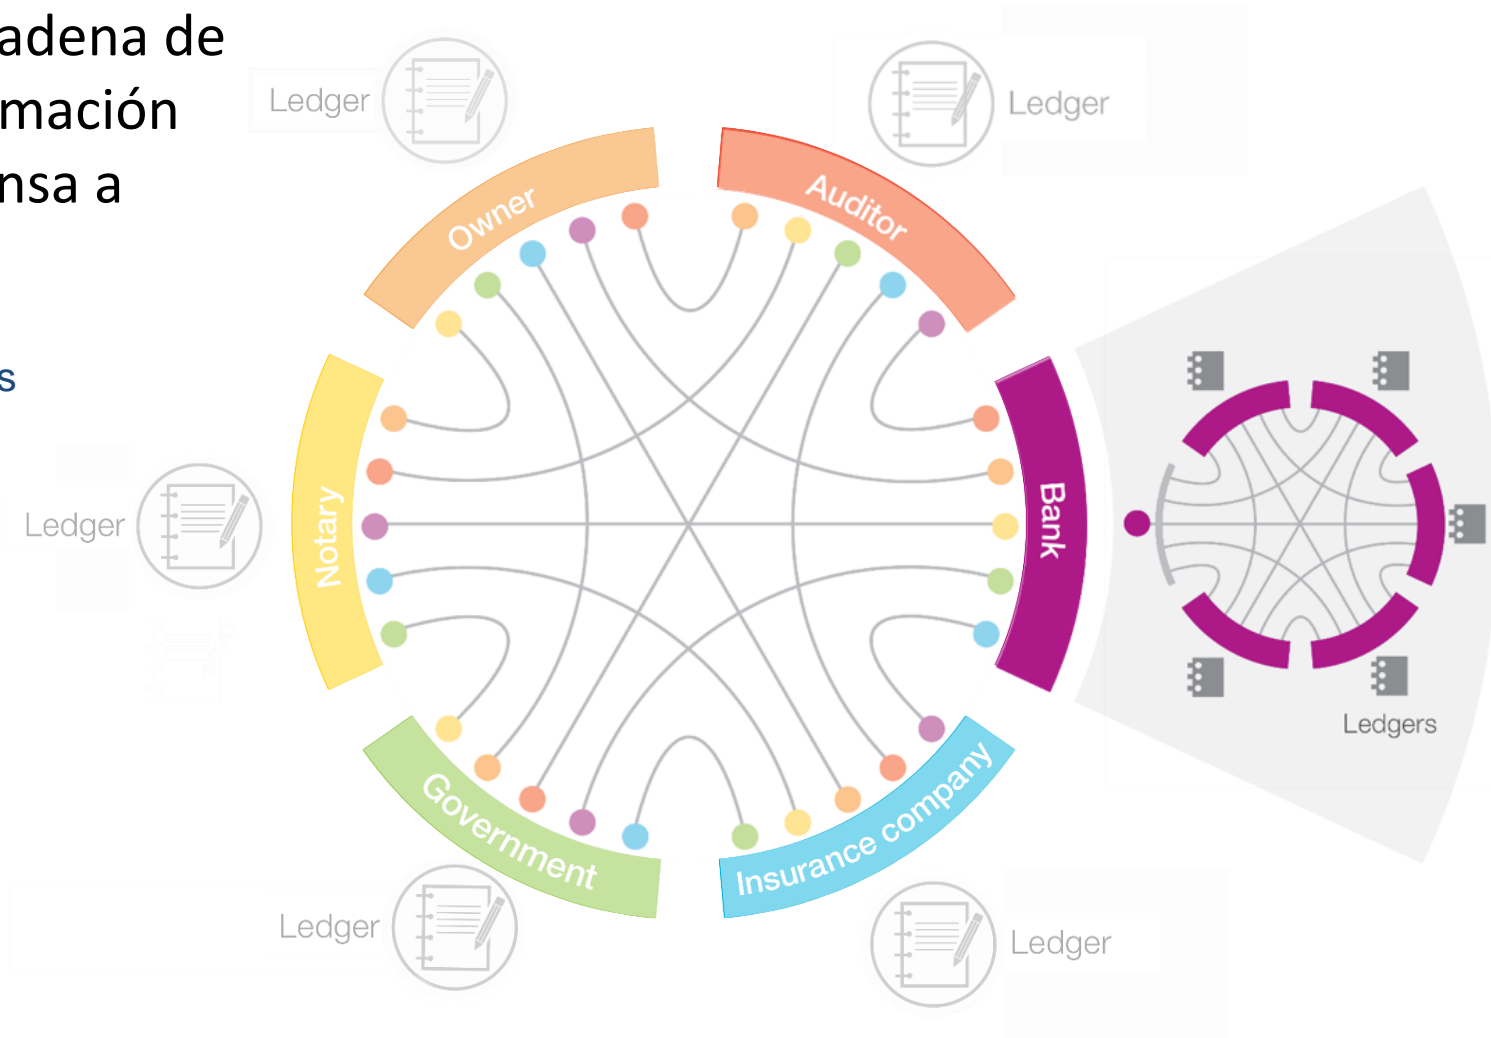 adena de
mación
nsa a
s
Ledger
Ledger
Owner
Auditor
Notary
Bank
Ledger
Government
Insurance company
Ledgers
Ledger
Ledger